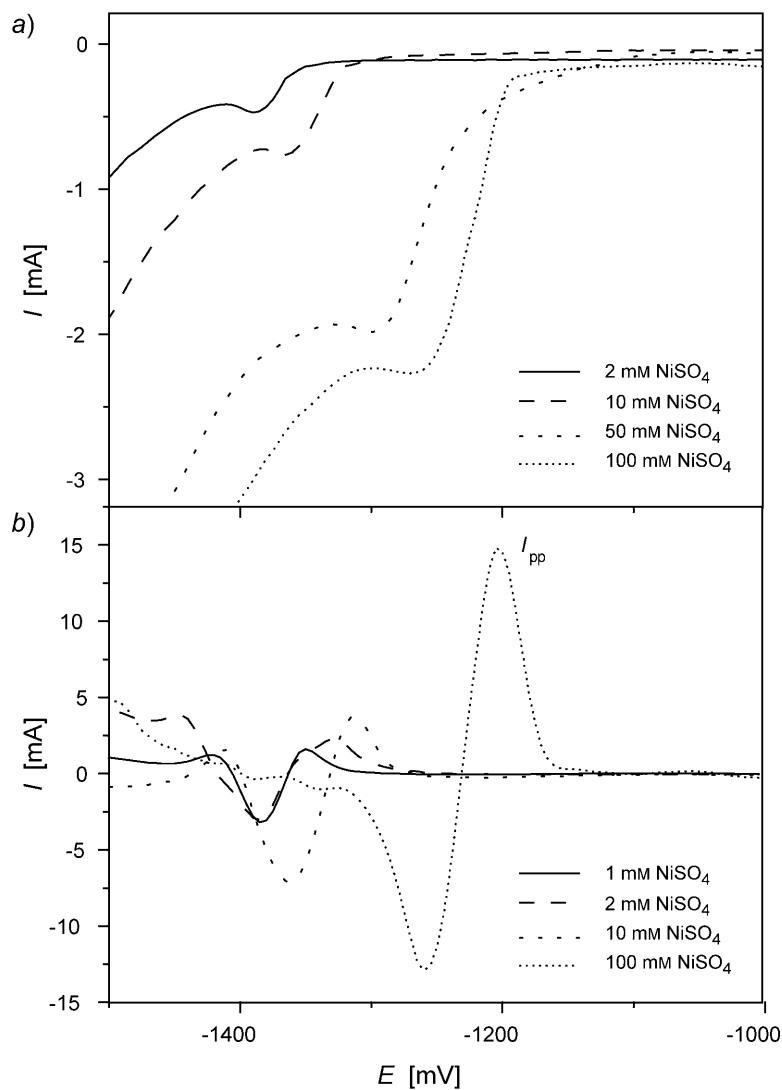 a)
0
-1
-2
-3
I [mA]
2 mM NiSO4
10 mM NiSO4
50 mM NiSO4
100 mM NiSO4
b)
Ipp
15
10
5
0
-5
-10
-15
I [mA]
1 mM NiSO4
2 mM NiSO4
10 mM NiSO4
100 mM NiSO4
-1400 -1200 -1000
E [mV]